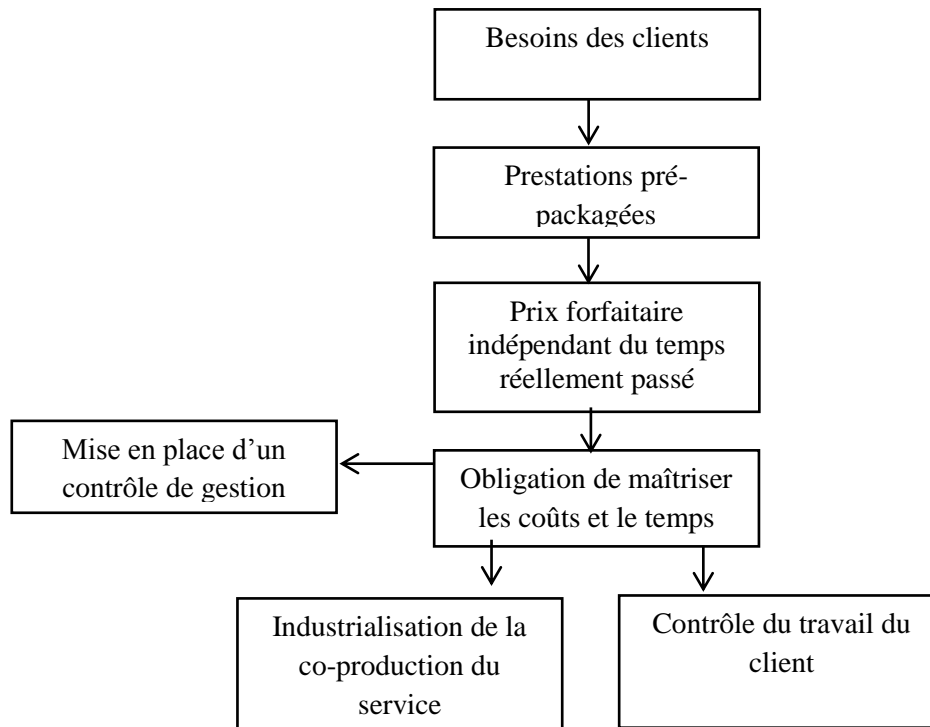 Besoins des clients
Prestations pré-
packagées
Prix forfaitaire
indépendant du temps
réellement passé
Mise en place d’un
contrôle de gestion
Obligation de maîtriser
les coûts et le temps
Industrialisation de la
co-production du
service
Contrôle du travail du
client